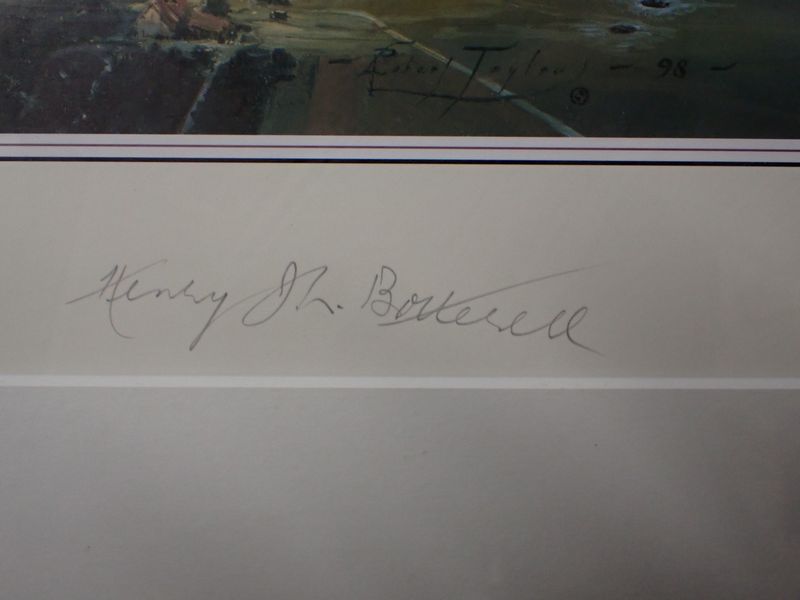 - Robert Taylor - 98 -
©
Henry J L. Botterell